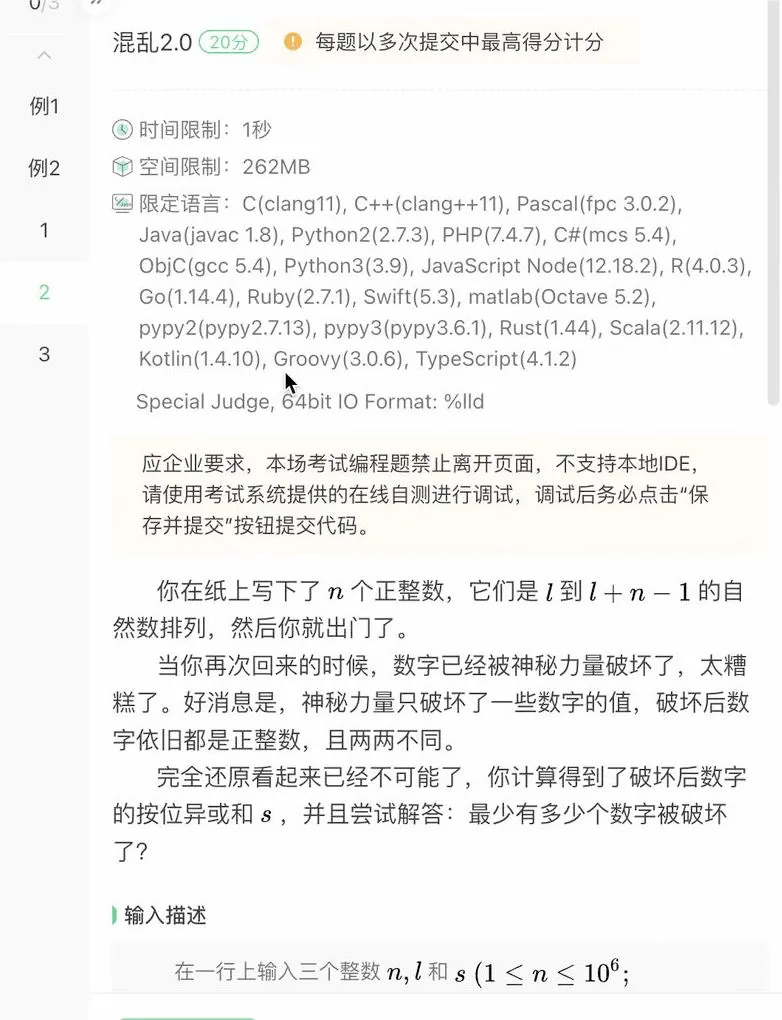 0/3 »
混乱2.0 20分 ! 每题以多次提交中最高得分计分
例1
例2
1
2
3
时间限制：1秒
空间限制：262MB
限定语言：C(clang11), C++(clang++11), Pascal(fpc 3.0.2),
Java(javac 1.8), Python2(2.7.3), PHP(7.4.7), C#(mcs 5.4),
ObjC(gcc 5.4), Python3(3.9), JavaScript Node(12.18.2), R(4.0.3),
Go(1.14.4), Ruby(2.7.1), Swift(5.3), matlab(Octave 5.2),
pypy2(pypy2.7.13), pypy3(pypy3.6.1), Rust(1.44), Scala(2.11.12),
Kotlin(1.4.10), Groovy(3.0.6), TypeScript(4.1.2)
Special Judge, 64bit IO Format: %lld
应企业要求，本场考试编程题禁止离开页面，不支持本地IDE，
请使用考试系统提供的在线自测进行调试，调试后务必点击“保
存并提交”按钮提交代码。
你在纸上写下了 n 个正整数，它们是 l 到 l + n − 1 的自
然数排列，然后你就出门了。
当你再次回来的时候，数字已经被神秘力量破坏了，太糟
糕了。好消息是，神秘力量只破坏了一些数字的值，破坏后数
字依旧都是正整数，且两两不同。
完全还原看起来已经不可能了，你计算得到了破坏后数字
的按位异或和 s ，并且尝试解答：最少有多少个数字被破坏
了？
输入描述
在一行上输入三个整数 n, l 和 s (1 ≤ n ≤ 10⁶;